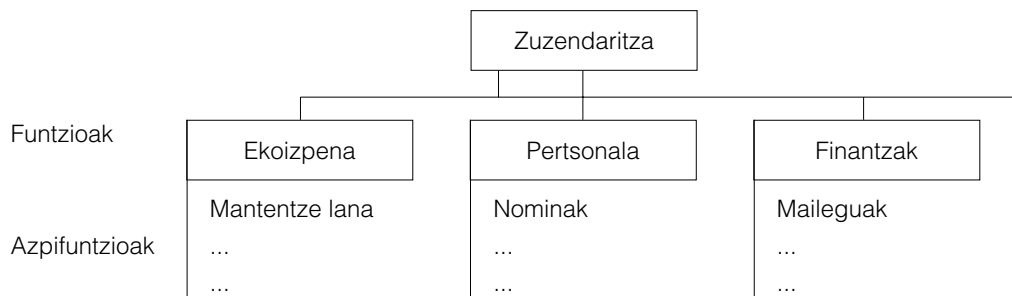 Zuzendaritza
Funtzioak
Ekoizpena
Pertsonala
Finantzak
Mantentze lana
Nominak
Maileguak
Azpifuntzioak
...
...
...
...
...
...